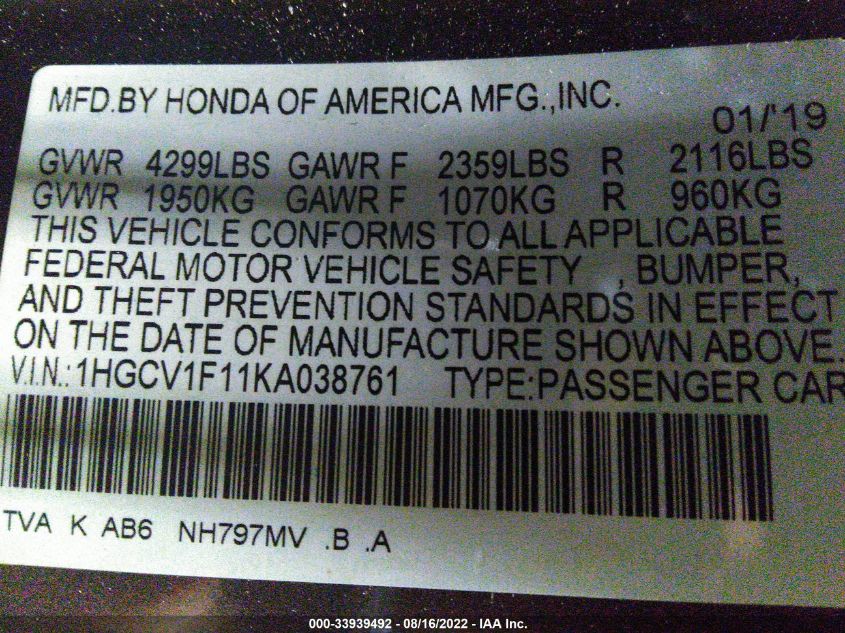 MFD.BY HONDA OF AMERICA MFG.,INC.
01/'19
GVWR 4299LBS GAWR F 2359LBS R 2116LBS
GVWR 1950KG GAWR F 1070KG R 960KG
THIS VEHICLE CONFORMS TO ALL APPLICABLE
FEDERAL MOTOR VEHICLE SAFETY , BUMPER,
AND THEFT PREVENTION STANDARDS IN EFFECT
ON THE DATE OF MANUFACTURE SHOWN ABOVE.
V.I.N.:1HGCV1F11KA038761 TYPE:PASSENGER CAR
TVA K AB6 NH797MV .B .A
000-33939492 - 08/16/2022 - IAA Inc.